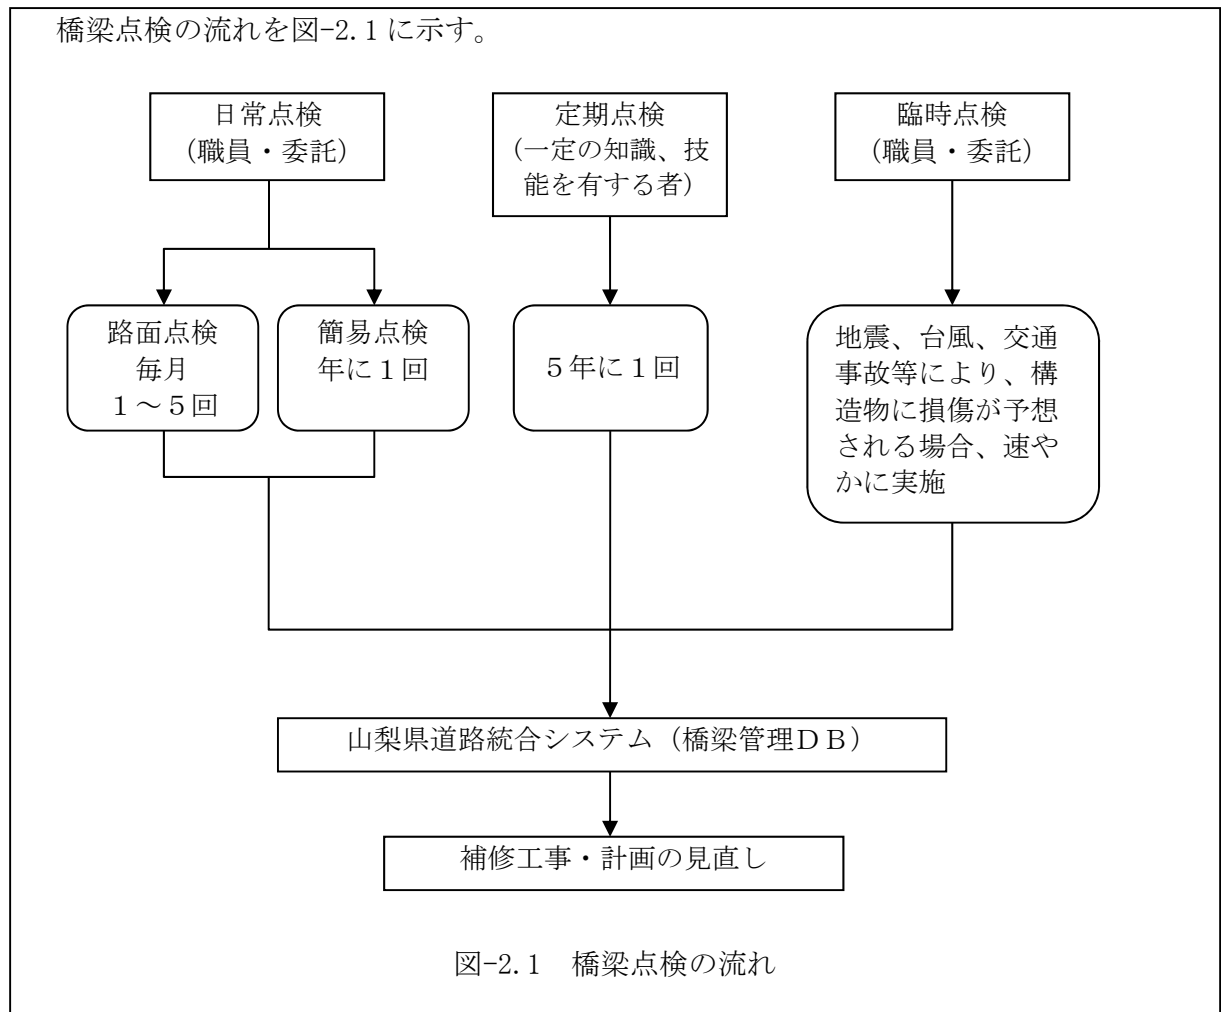 橋梁点検の流れを図-2.1に示す。
日常点検
（職員・委託）
定期点検
（一定の知識、技
能を有する者）
臨時点検
（職員・委託）
路面点検
毎月
１～５回
簡易点検
年に１回
５年に１回
地震、台風、交通
事故等により、構
造物に損傷が予想
される場合、速や
かに実施
山梨県道路統合システム（橋梁管理ＤＢ）
補修工事・計画の見直し
図-2.1　橋梁点検の流れ